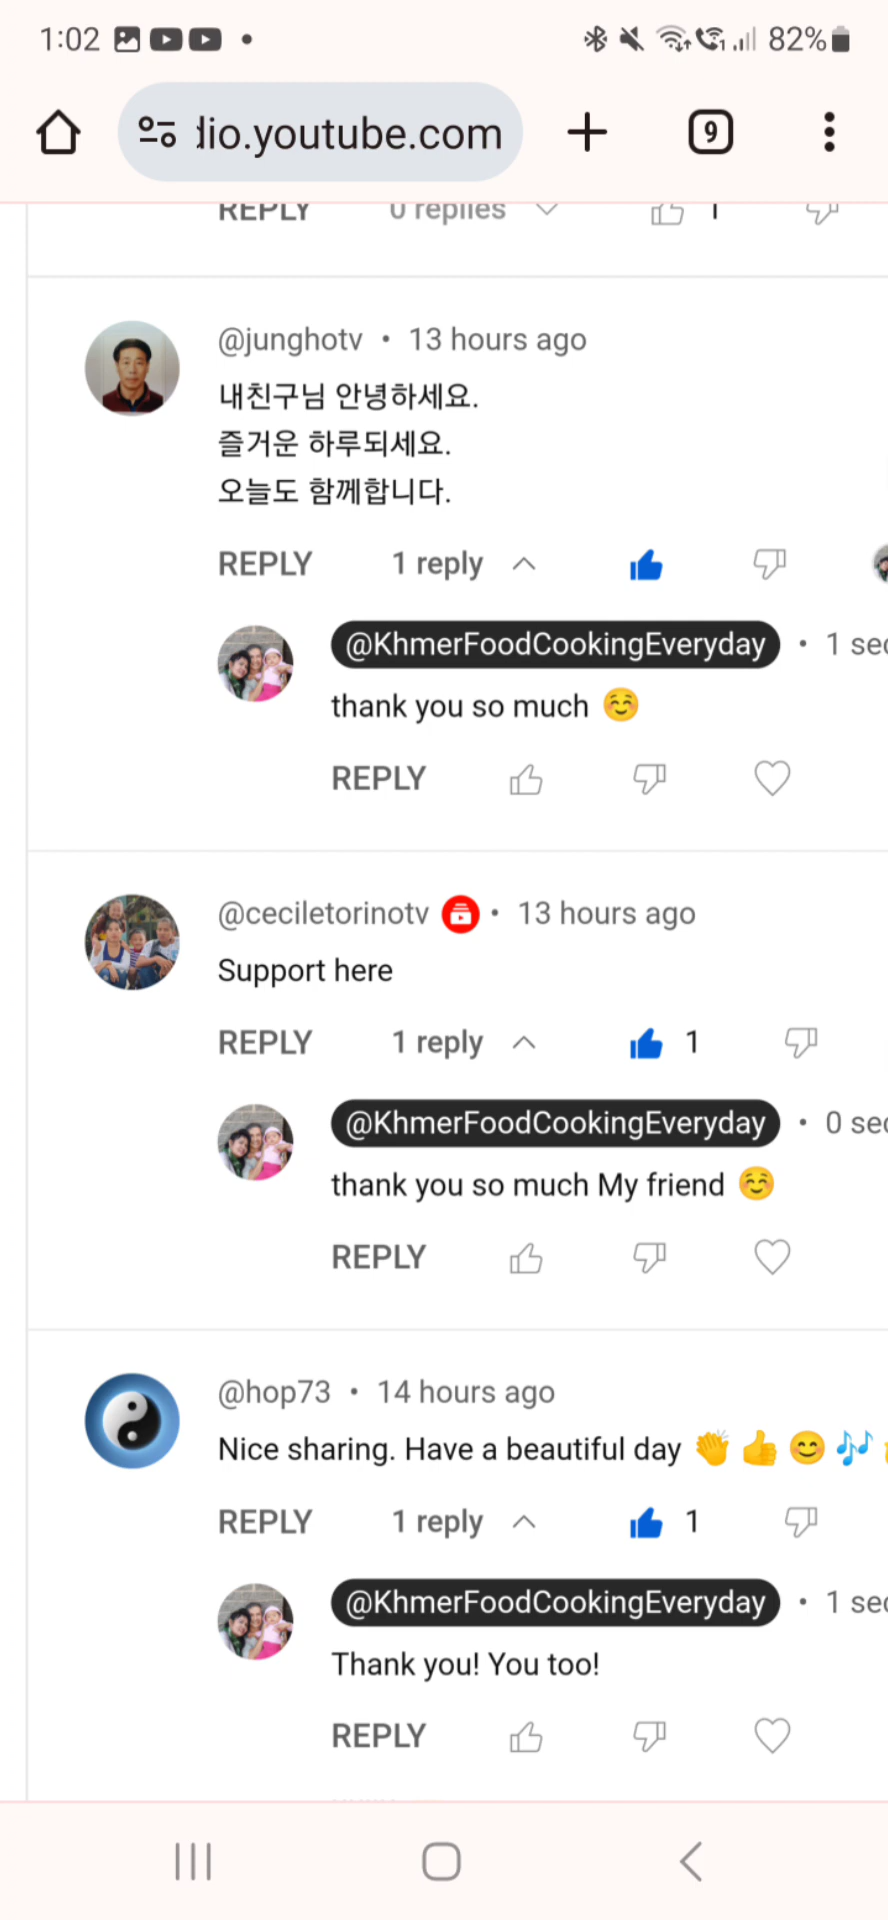 1:02 82%
dio.youtube.com 9
REPLY 0 replies 1
@junghotv • 13 hours ago
내친구님 안녕하세요.
즐거운 하루되세요.
오늘도 함께합니다.
REPLY 1 reply
@KhmerFoodCookingEveryday • 1 sec
thank you so much ☺️
REPLY
@ceciletorinotv • 13 hours ago
Support here
REPLY 1 reply 1
@KhmerFoodCookingEveryday • 0 sec
thank you so much My friend ☺️
REPLY
@hop73 • 14 hours ago
Nice sharing. Have a beautiful day 👏 👍 😊 🎶
REPLY 1 reply 1
@KhmerFoodCookingEveryday • 1 sec
Thank you! You too!
REPLY